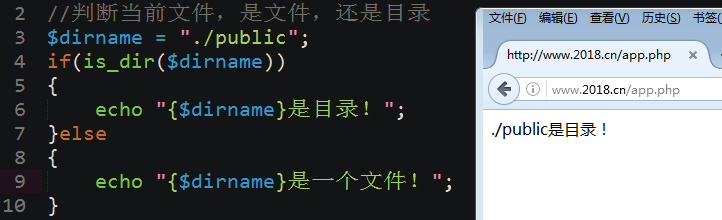 2 //判断当前文件，是文件，还是目录
3 $dirname = "./public";
4 if(is_dir($dirname))
5 {
6 echo "{$dirname}是目录！";
7 }else
8 {
9 echo "{$dirname}是一个文件！";
10 }
文件(F) 编辑(E) 查看(V) 历史(S) 书签(
http://www.2018.cn/app.php ×
www.2018.cn/app.php
./public是目录！